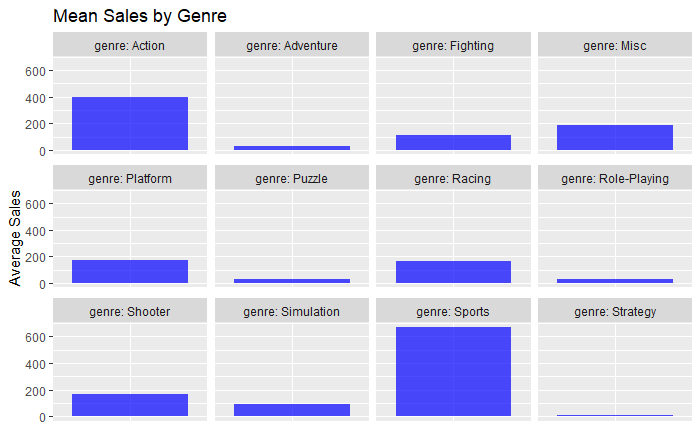 Mean Sales by Genre
genre: Action
genre: Adventure
genre: Fighting
genre: Misc
600
400
200
0
genre: Platform
genre: Puzzle
genre: Racing
genre: Role-Playing
600
400
200
0
Average Sales
genre: Shooter
genre: Simulation
genre: Sports
genre: Strategy
600
400
200
0